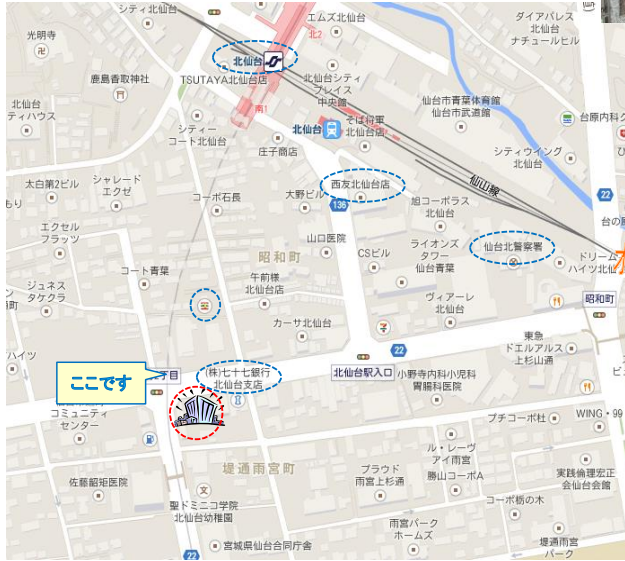 シティ北仙台
エムズ北仙台
ダイアパレス
北仙台
ナチュールヒル
光明寺
北2
北仙台
TSUTAYA北仙台店
北仙台シティ
プレイス
中央館
鹿島香取神社
北仙台
ティハウス
仙台市青葉体育館
仙台市武道館
台原内科
南1
シティー
コート北仙台
北仙台
そば将軍
北仙台店
シティウイング
北仙台
庄子商店
太白第2ビル
シャレード
エクゼ
コーポ石長
大野ビル
西友北仙台店
仙山線
22
136
旭コーポラス
北仙台
エクセル
フラッツ
山口医院
CSビル
ライオンズ
タワー
仙台青葉
仙台北警察署
ドリーム
ハイツ北仙
昭和町
コート青葉
ジュネス
タケクラ
午前様
北仙台店
ヴィアーレ
北仙台
昭和町
カーサ北仙台
東急
ドエルアルス
上杉山通
22
ハイツ
ここです
丁目
(株)七十七銀行
北仙台支店
北仙台駅入口
小野寺内科小児科
胃腸科医院
コミュニティ
センター
プチコーポ杜
WING・99
ル・レーヴ
アイ雨宮
堤通雨宮町
プラウド
雨宮上杉通
勝山コーポA
実践倫理宏正
会仙台会館
佐藤韶矩医院
聖ドミニコ学院
北仙台幼稚園
コーポ栃の木
雨宮パーク
ホームズ
宮城県仙台合同庁舎
堤通雨宮
パーク
22